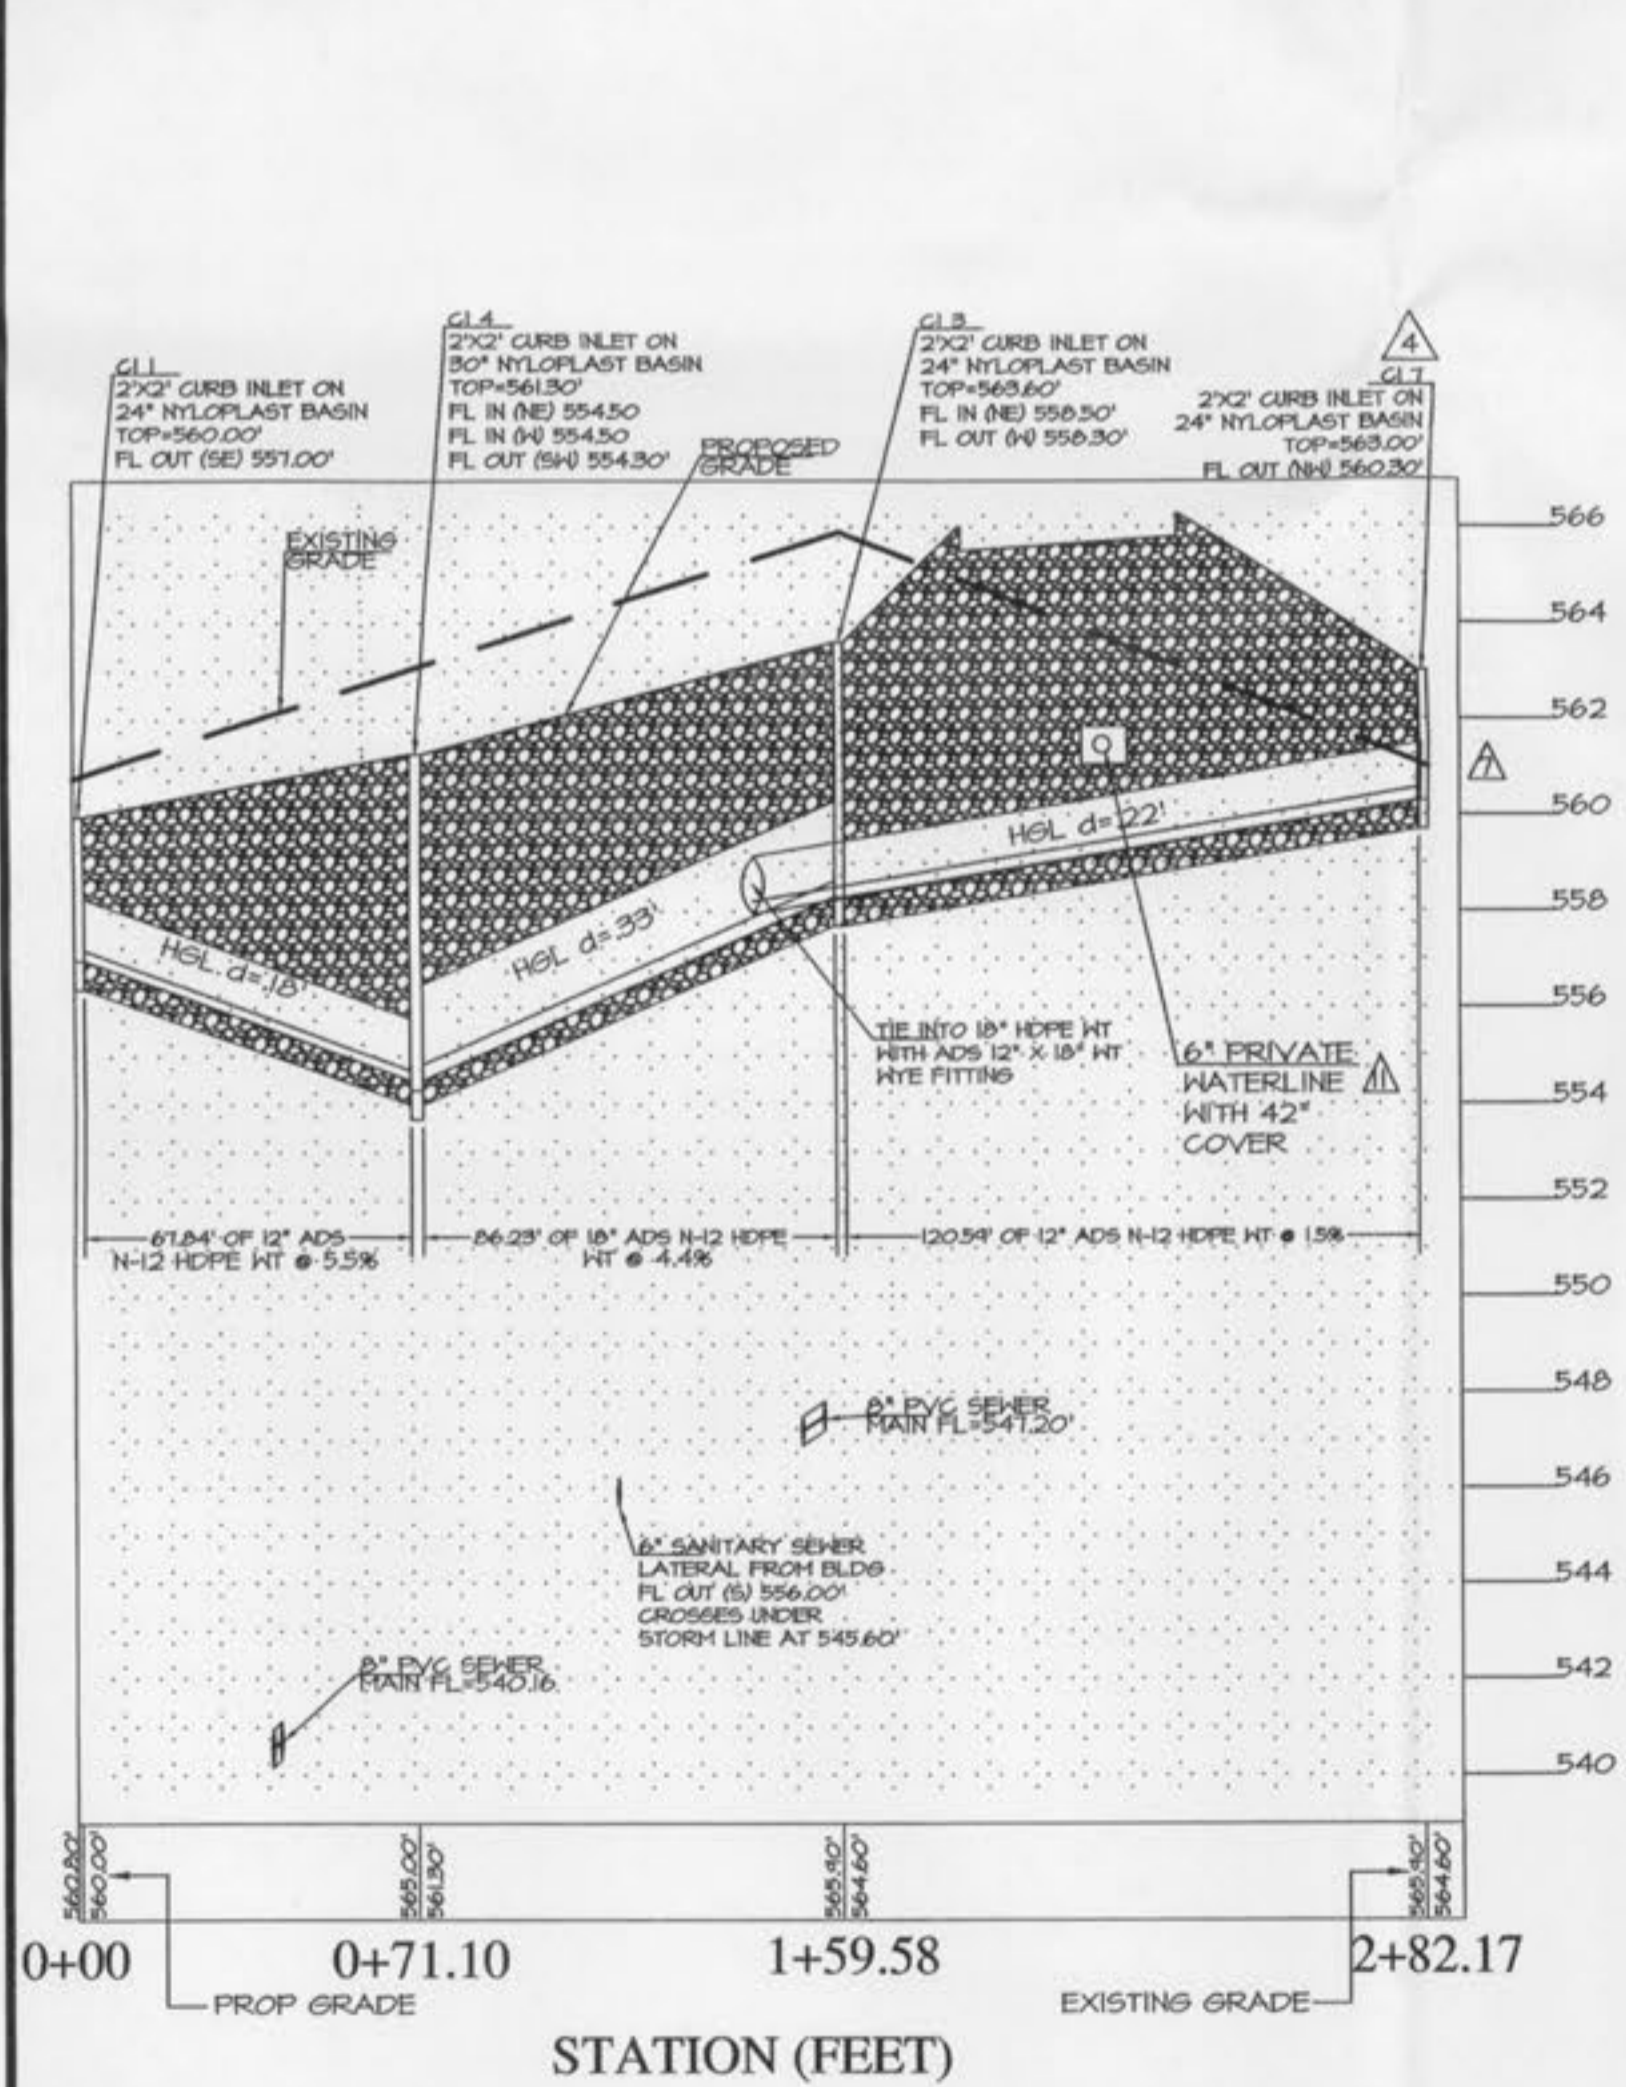 CI 1
2'X2' CURB INLET ON
24" NYLOPLAST BASIN
TOP=560.00'
FL OUT (SE) 557.00'
CI 4
2'X2' CURB INLET ON
30" NYLOPLAST BASIN
TOP=561.30'
FL IN (NE) 554.50
FL IN (W) 554.50
FL OUT (SW) 554.30'
PROPOSED
GRADE
CI 3
2'X2' CURB INLET ON
24" NYLOPLAST BASIN
TOP=563.60'
FL IN (NE) 558.50'
FL OUT (W) 558.30'
4
CI 7
2'X2' CURB INLET ON
24" NYLOPLAST BASIN
TOP=563.00'
FL OUT (NW) 560.30'
EXISTING
GRADE
566
564
562
7
560
558
556
554
552
550
548
546
544
542
540
HGL d=.18'
HGL d=.33'
HGL d=.22'
TIE INTO 18" HDPE WT
WITH ADS 12" X 18" WT
WYE FITTING
6" PRIVATE
WATERLINE
WITH 42"
COVER
11
67.84' OF 12" ADS
N-12 HDPE WT @ 5.5%
86.23' OF 18" ADS N-12 HDPE
WT @ 4.4%
120.59' OF 12" ADS N-12 HDPE WT @ 1.5%
8" PVC SEWER
MAIN FL=547.20'
6" SANITARY SEWER
LATERAL FROM BLDG
FL OUT (S) 556.00'
CROSSES UNDER
STORM LINE AT 545.60'
8" PVC SEWER
MAIN FL=540.16
560.80'
560.00'
565.00'
561.30'
565.40'
564.60'
565.40'
564.60'
0+00
0+71.10
1+59.58
2+82.17
PROP GRADE
EXISTING GRADE
STATION (FEET)